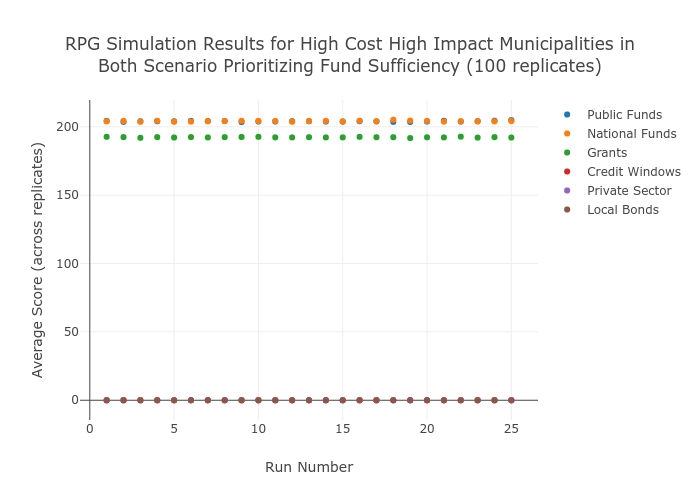 RPG Simulation Results for High Cost High Impact Municipalities in
Both Scenario Prioritizing Fund Sufficiency (100 replicates)
Public Funds
National Funds
Grants
Credit Windows
Private Sector
Local Bonds
Average Score (across replicates)
200
150
100
50
0
0
5
10
15
20
25
Run Number